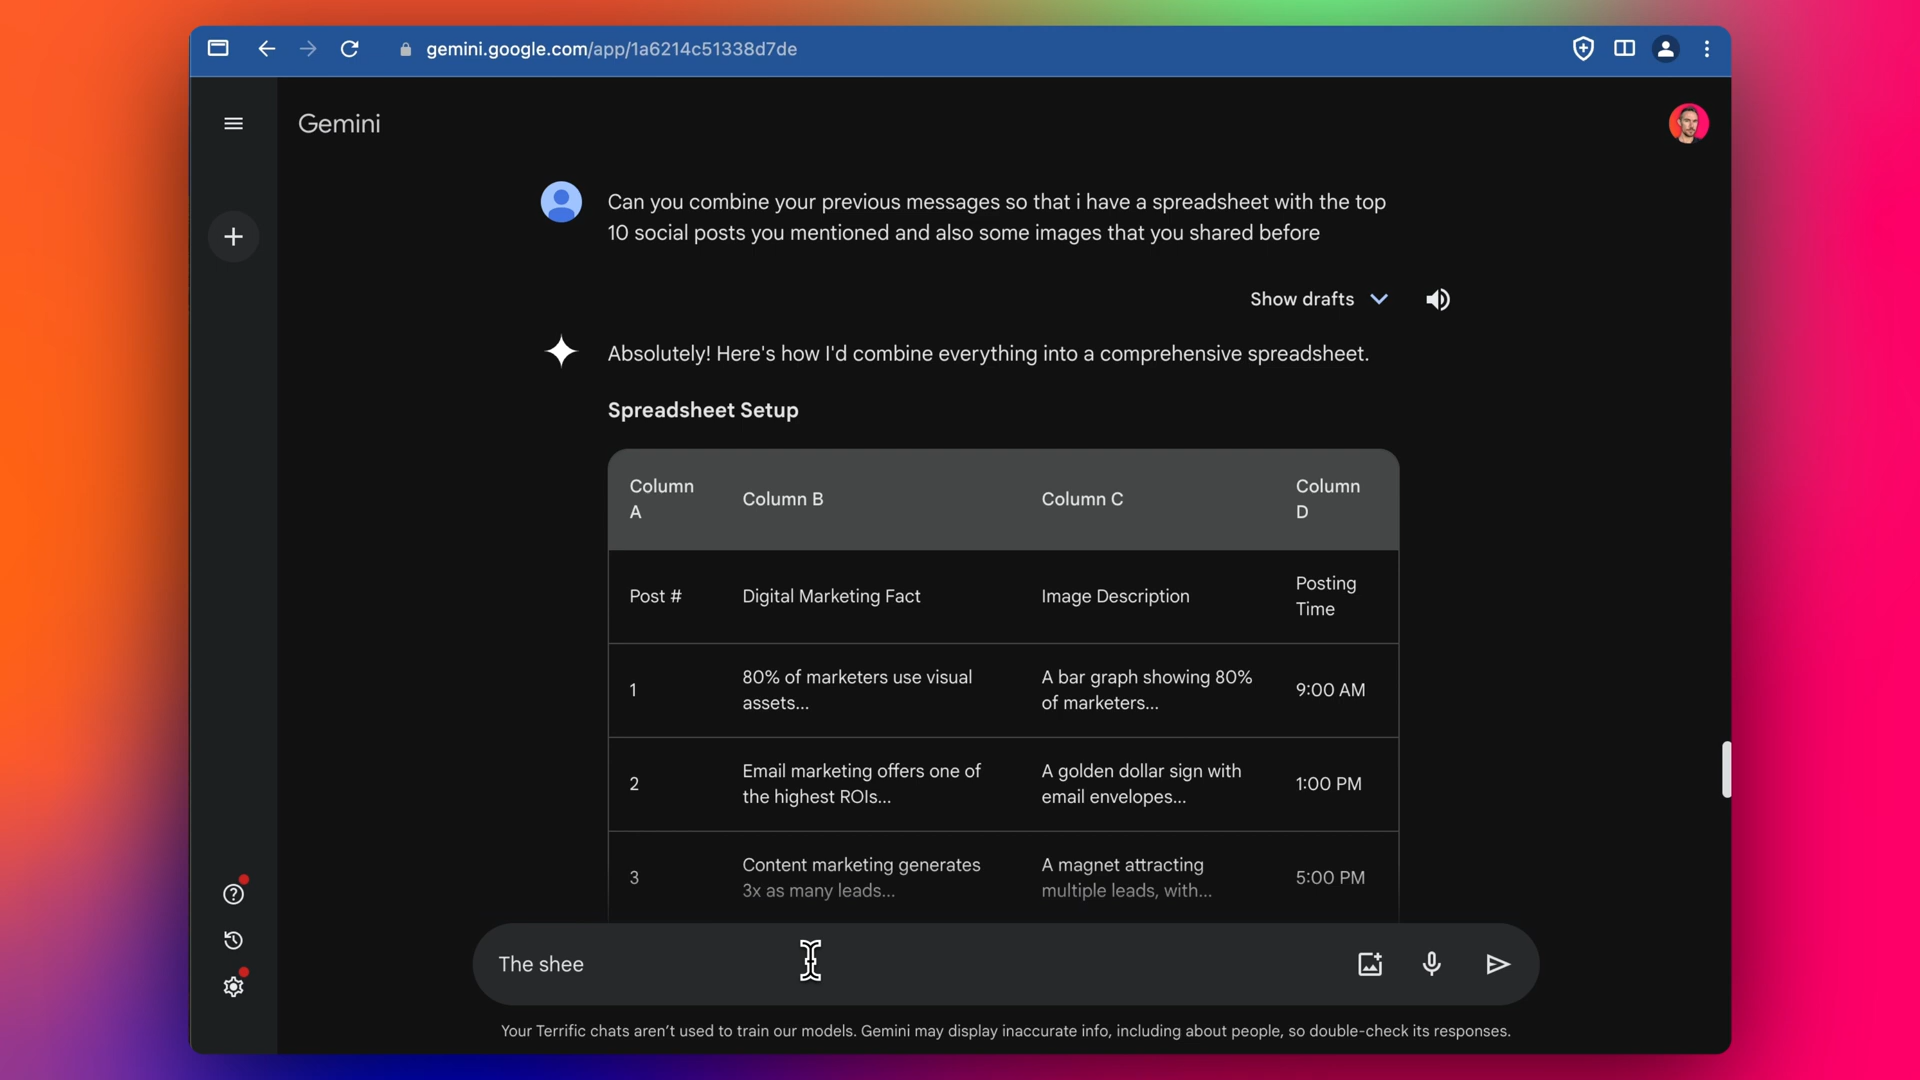 gemini.google.com/app/1a6214c51338d7de
Gemini
Can you combine your previous messages so that i have a spreadsheet with the top
10 social posts you mentioned and also some images that you shared before
Show drafts
Absolutely! Here's how I'd combine everything into a comprehensive spreadsheet.
Spreadsheet Setup
Column
A
Column B
Column C
Column
D
Post #
Digital Marketing Fact
Image Description
Posting
Time
1
80% of marketers use visual
assets...
A bar graph showing 80%
of marketers...
9:00 AM
2
Email marketing offers one of
the highest ROIs...
A golden dollar sign with
email envelopes...
1:00 PM
3
Content marketing generates
3x as many leads...
A magnet attracting
multiple leads, with...
5:00 PM
The shee
Your Terrific chats aren’t used to train our models. Gemini may display inaccurate info, including about people, so double-check its responses.